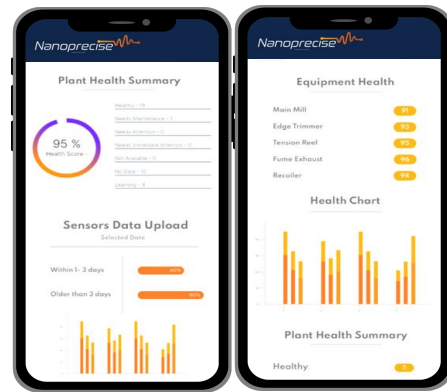 Nanoprecise
Plant Health Summary
95 %
Health Score
Healthy - 19
Needs Maintenance - 1
Needs Attention - 0
Needs Immediate Attention - 0
Not Available - 0
No Data - 10
Learning - 8
Sensors Data Upload
Selected Date
Within 1- 3 days
40%
Older than 3 days
60%
Nanoprecise
Equipment Health
Main Mill
91
Edge Trimmer
93
Tension Reel
95
Fume Exhaust
96
Recoiler
94
Health Chart
Plant Health Summary
Healthy
5